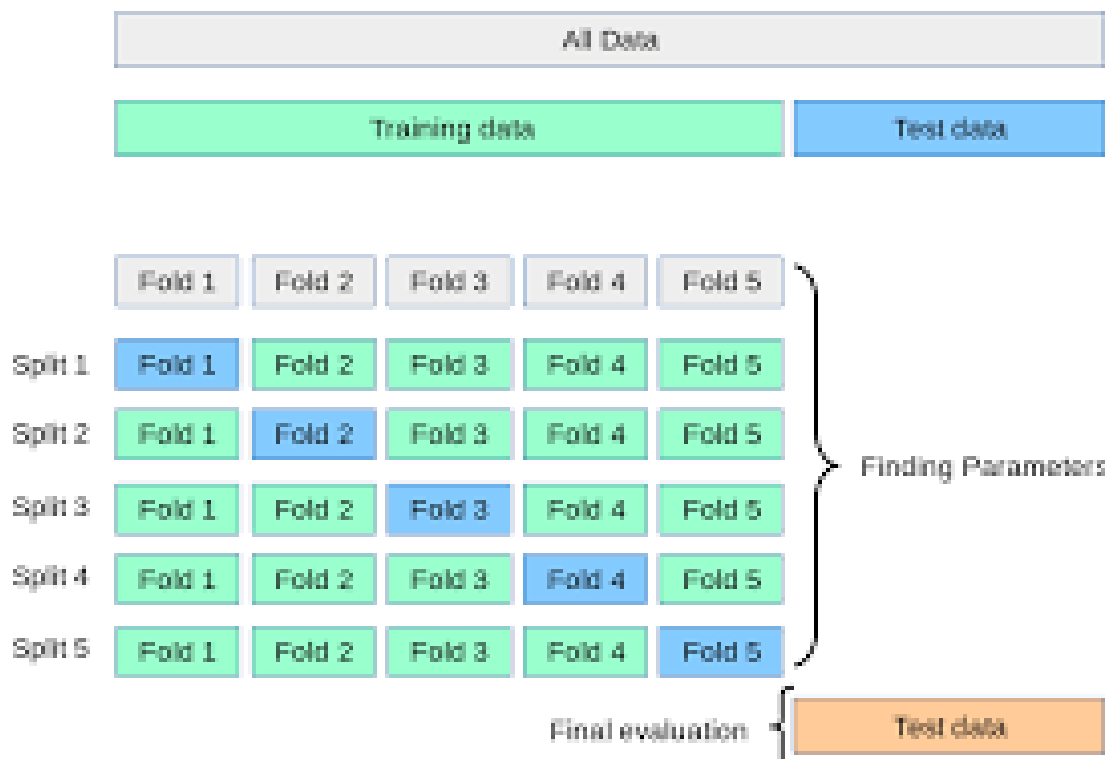 All Data
Training data Test data
Fold 1 Fold 2 Fold 3 Fold 4 Fold 5
Split 1 Fold 1 Fold 2 Fold 3 Fold 4 Fold 5
Split 2 Fold 1 Fold 2 Fold 3 Fold 4 Fold 5
Finding Parameters
Split 3 Fold 1 Fold 2 Fold 3 Fold 4 Fold 5
Split 4 Fold 1 Fold 2 Fold 3 Fold 4 Fold 5
Split 5 Fold 1 Fold 2 Fold 3 Fold 4 Fold 5
Final evaluation Test data